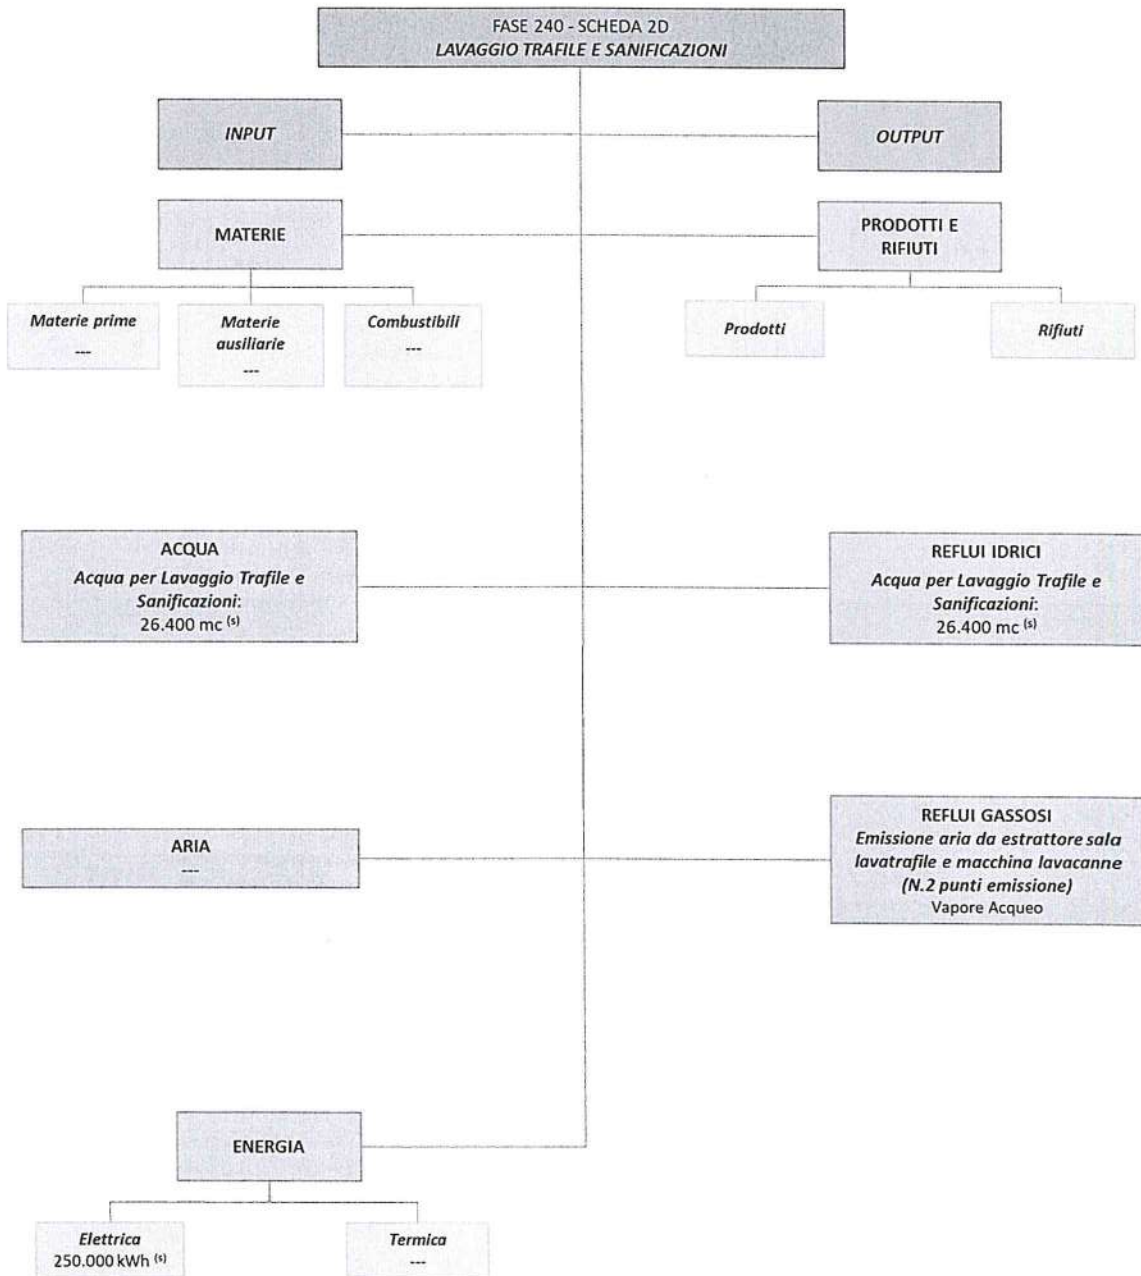 FASE 240 - SCHEDA 2D
LAVAGGIO TRAFILE E SANIFICAZIONI
INPUT
OUTPUT
MATERIE
PRODOTTI E
RIFIUTI
Materie prime
---
Materie
ausiliarie
---
Combustibili
---
Prodotti
Rifiuti
ACQUA
Acqua per Lavaggio Trafile e
Sanificazioni:
26.400 mc (s)
REFLUI IDRICI
Acqua per Lavaggio Trafile e
Sanificazioni:
26.400 mc (s)
ARIA
---
REFLUI GASSOSI
Emissione aria da estrattore sala
lavatrafile e macchina lavacanne
(N.2 punti emissione)
Vapore Acqueo
ENERGIA
Elettrica
250.000 kWh (s)
Termica
---